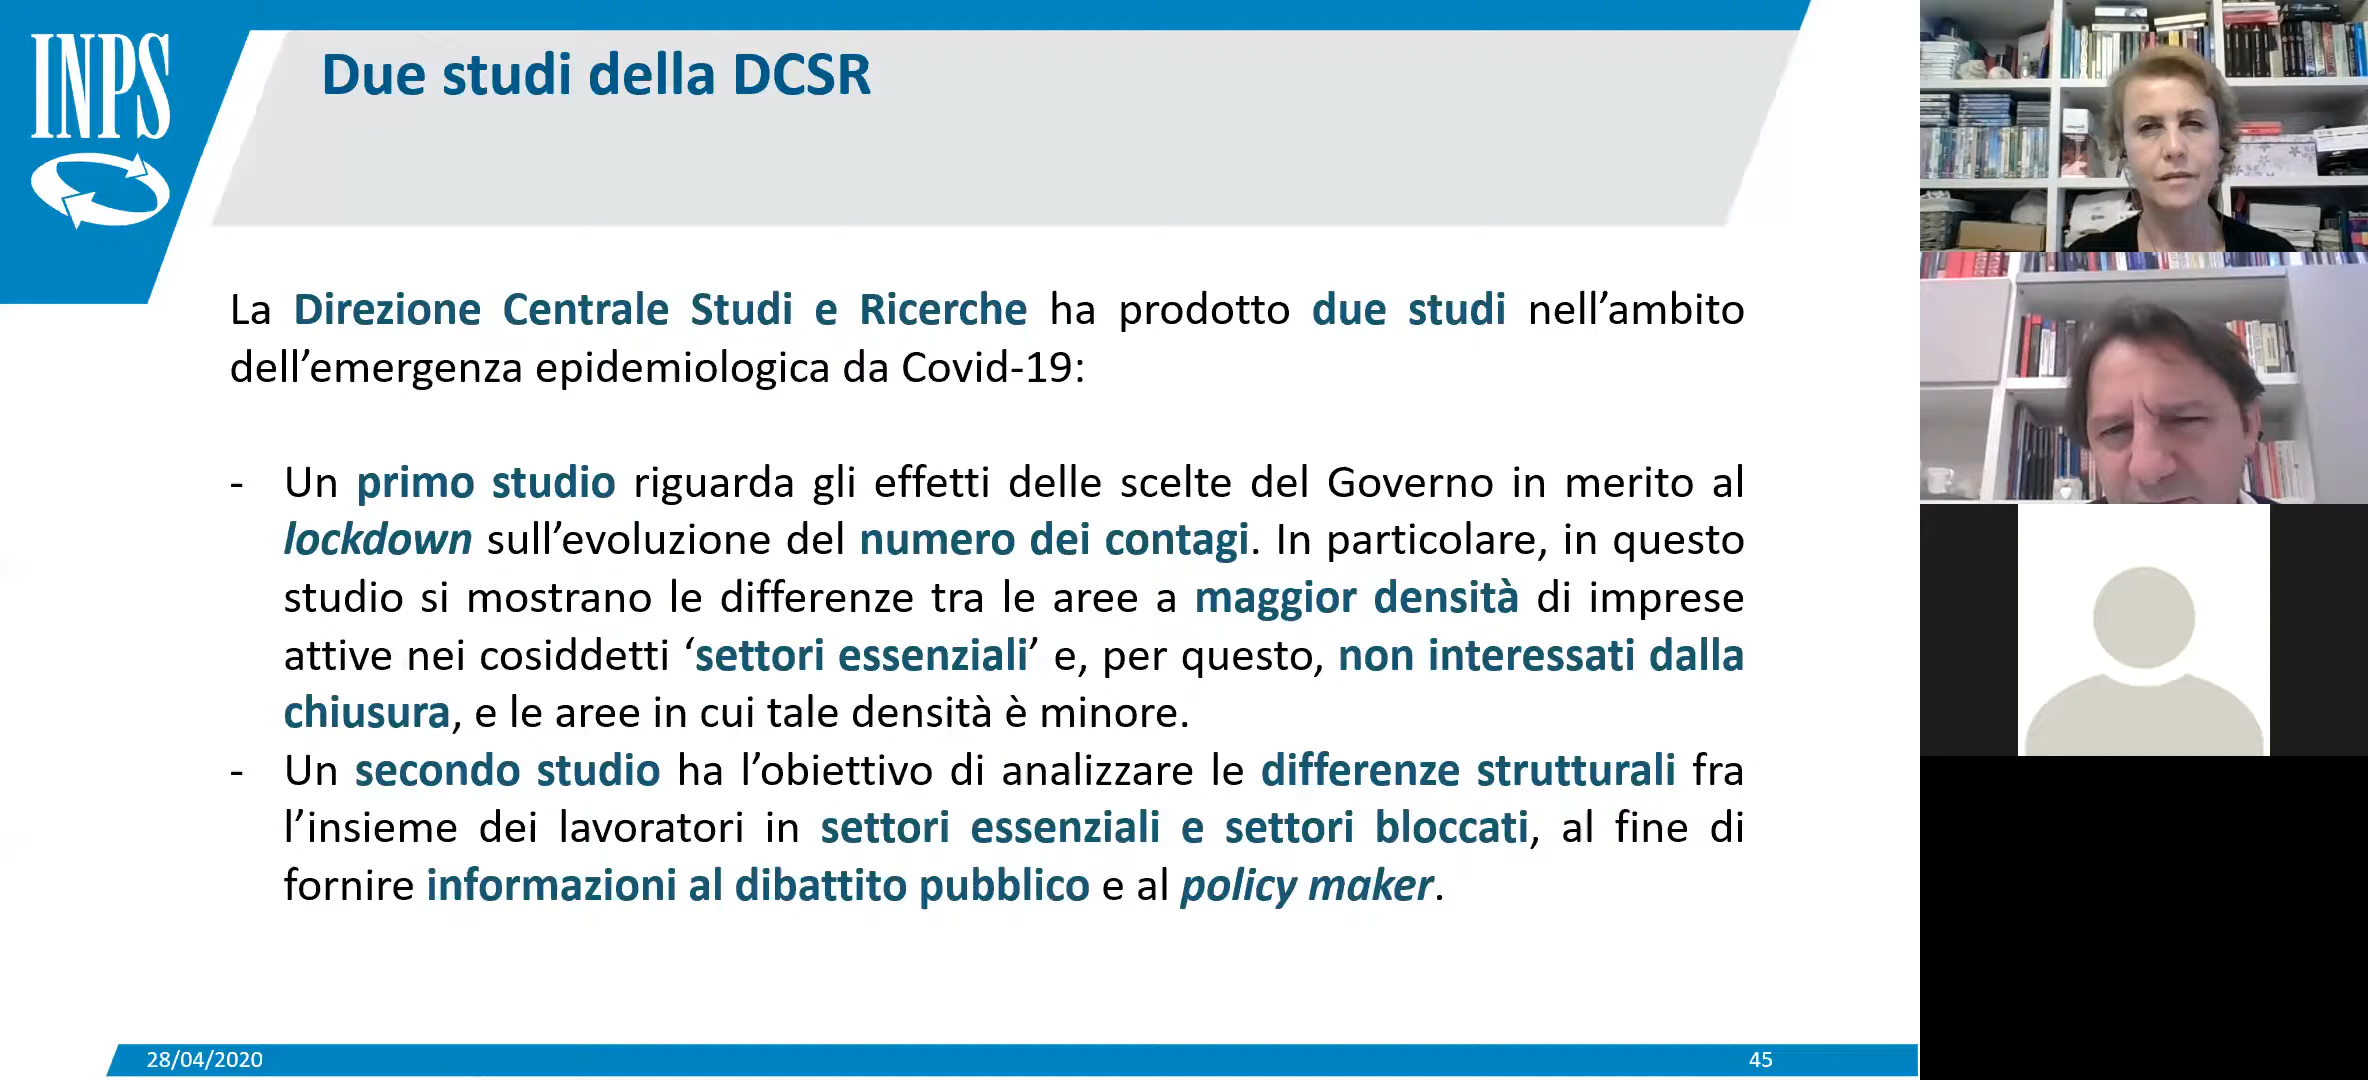 INPS
Due studi della DCSR
La Direzione Centrale Studi e Ricerche ha prodotto due studi nell’ambito
dell’emergenza epidemiologica da Covid-19:
- Un primo studio riguarda gli effetti delle scelte del Governo in merito al
lockdown sull’evoluzione del numero dei contagi. In particolare, in questo
studio si mostrano le differenze tra le aree a maggior densità di imprese
attive nei cosiddetti ‘settori essenziali’ e, per questo, non interessati dalla
chiusura, e le aree in cui tale densità è minore.
- Un secondo studio ha l’obiettivo di analizzare le differenze strutturali fra
l’insieme dei lavoratori in settori essenziali e settori bloccati, al fine di
fornire informazioni al dibattito pubblico e al policy maker.
28/04/2020
45